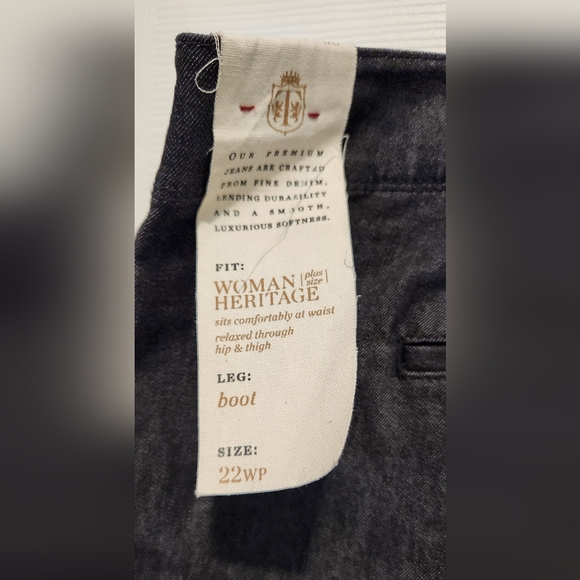 OUR PREMIUM
JEANS ARE CRAFTED
FROM FINE DENIM,
LENDING DURABILITY
AND A SMOOTH,
LUXURIOUS SOFTNESS.
FIT:
WOMAN plus size
HERITAGE
sits comfortably at waist
relaxed through
hip & thigh
LEG:
boot
SIZE:
22WP